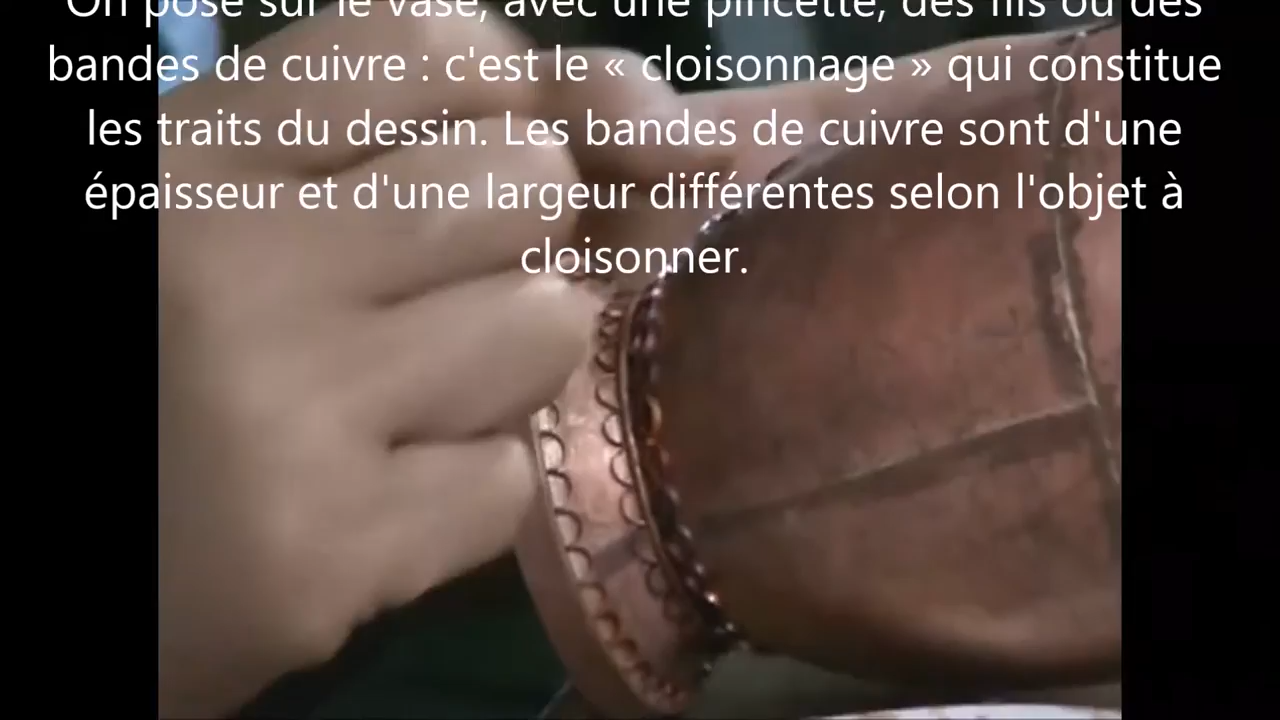 On pose sur le vase, avec une pincette, des fils ou des
bandes de cuivre : c'est le « cloisonnage » qui constitue
les traits du dessin. Les bandes de cuivre sont d'une
épaisseur et d'une largeur différentes selon l'objet à
cloisonner.